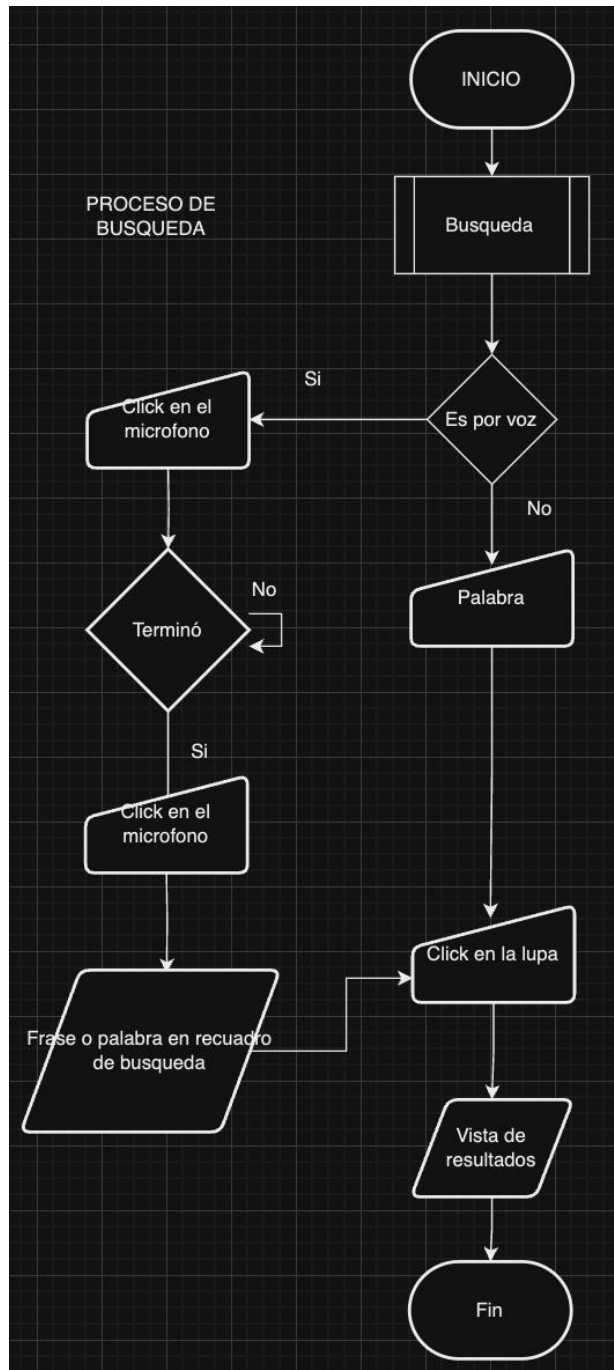 INICIO
PROCESO DE
BUSQUEDA
Busqueda
Si
Click en el
microfono
Es por voz
No
Palabra
No
Terminó
Si
Click en el
microfono
Click en la lupa
Frase o palabra en recuadro
de busqueda
Vista de
resultados
Fin